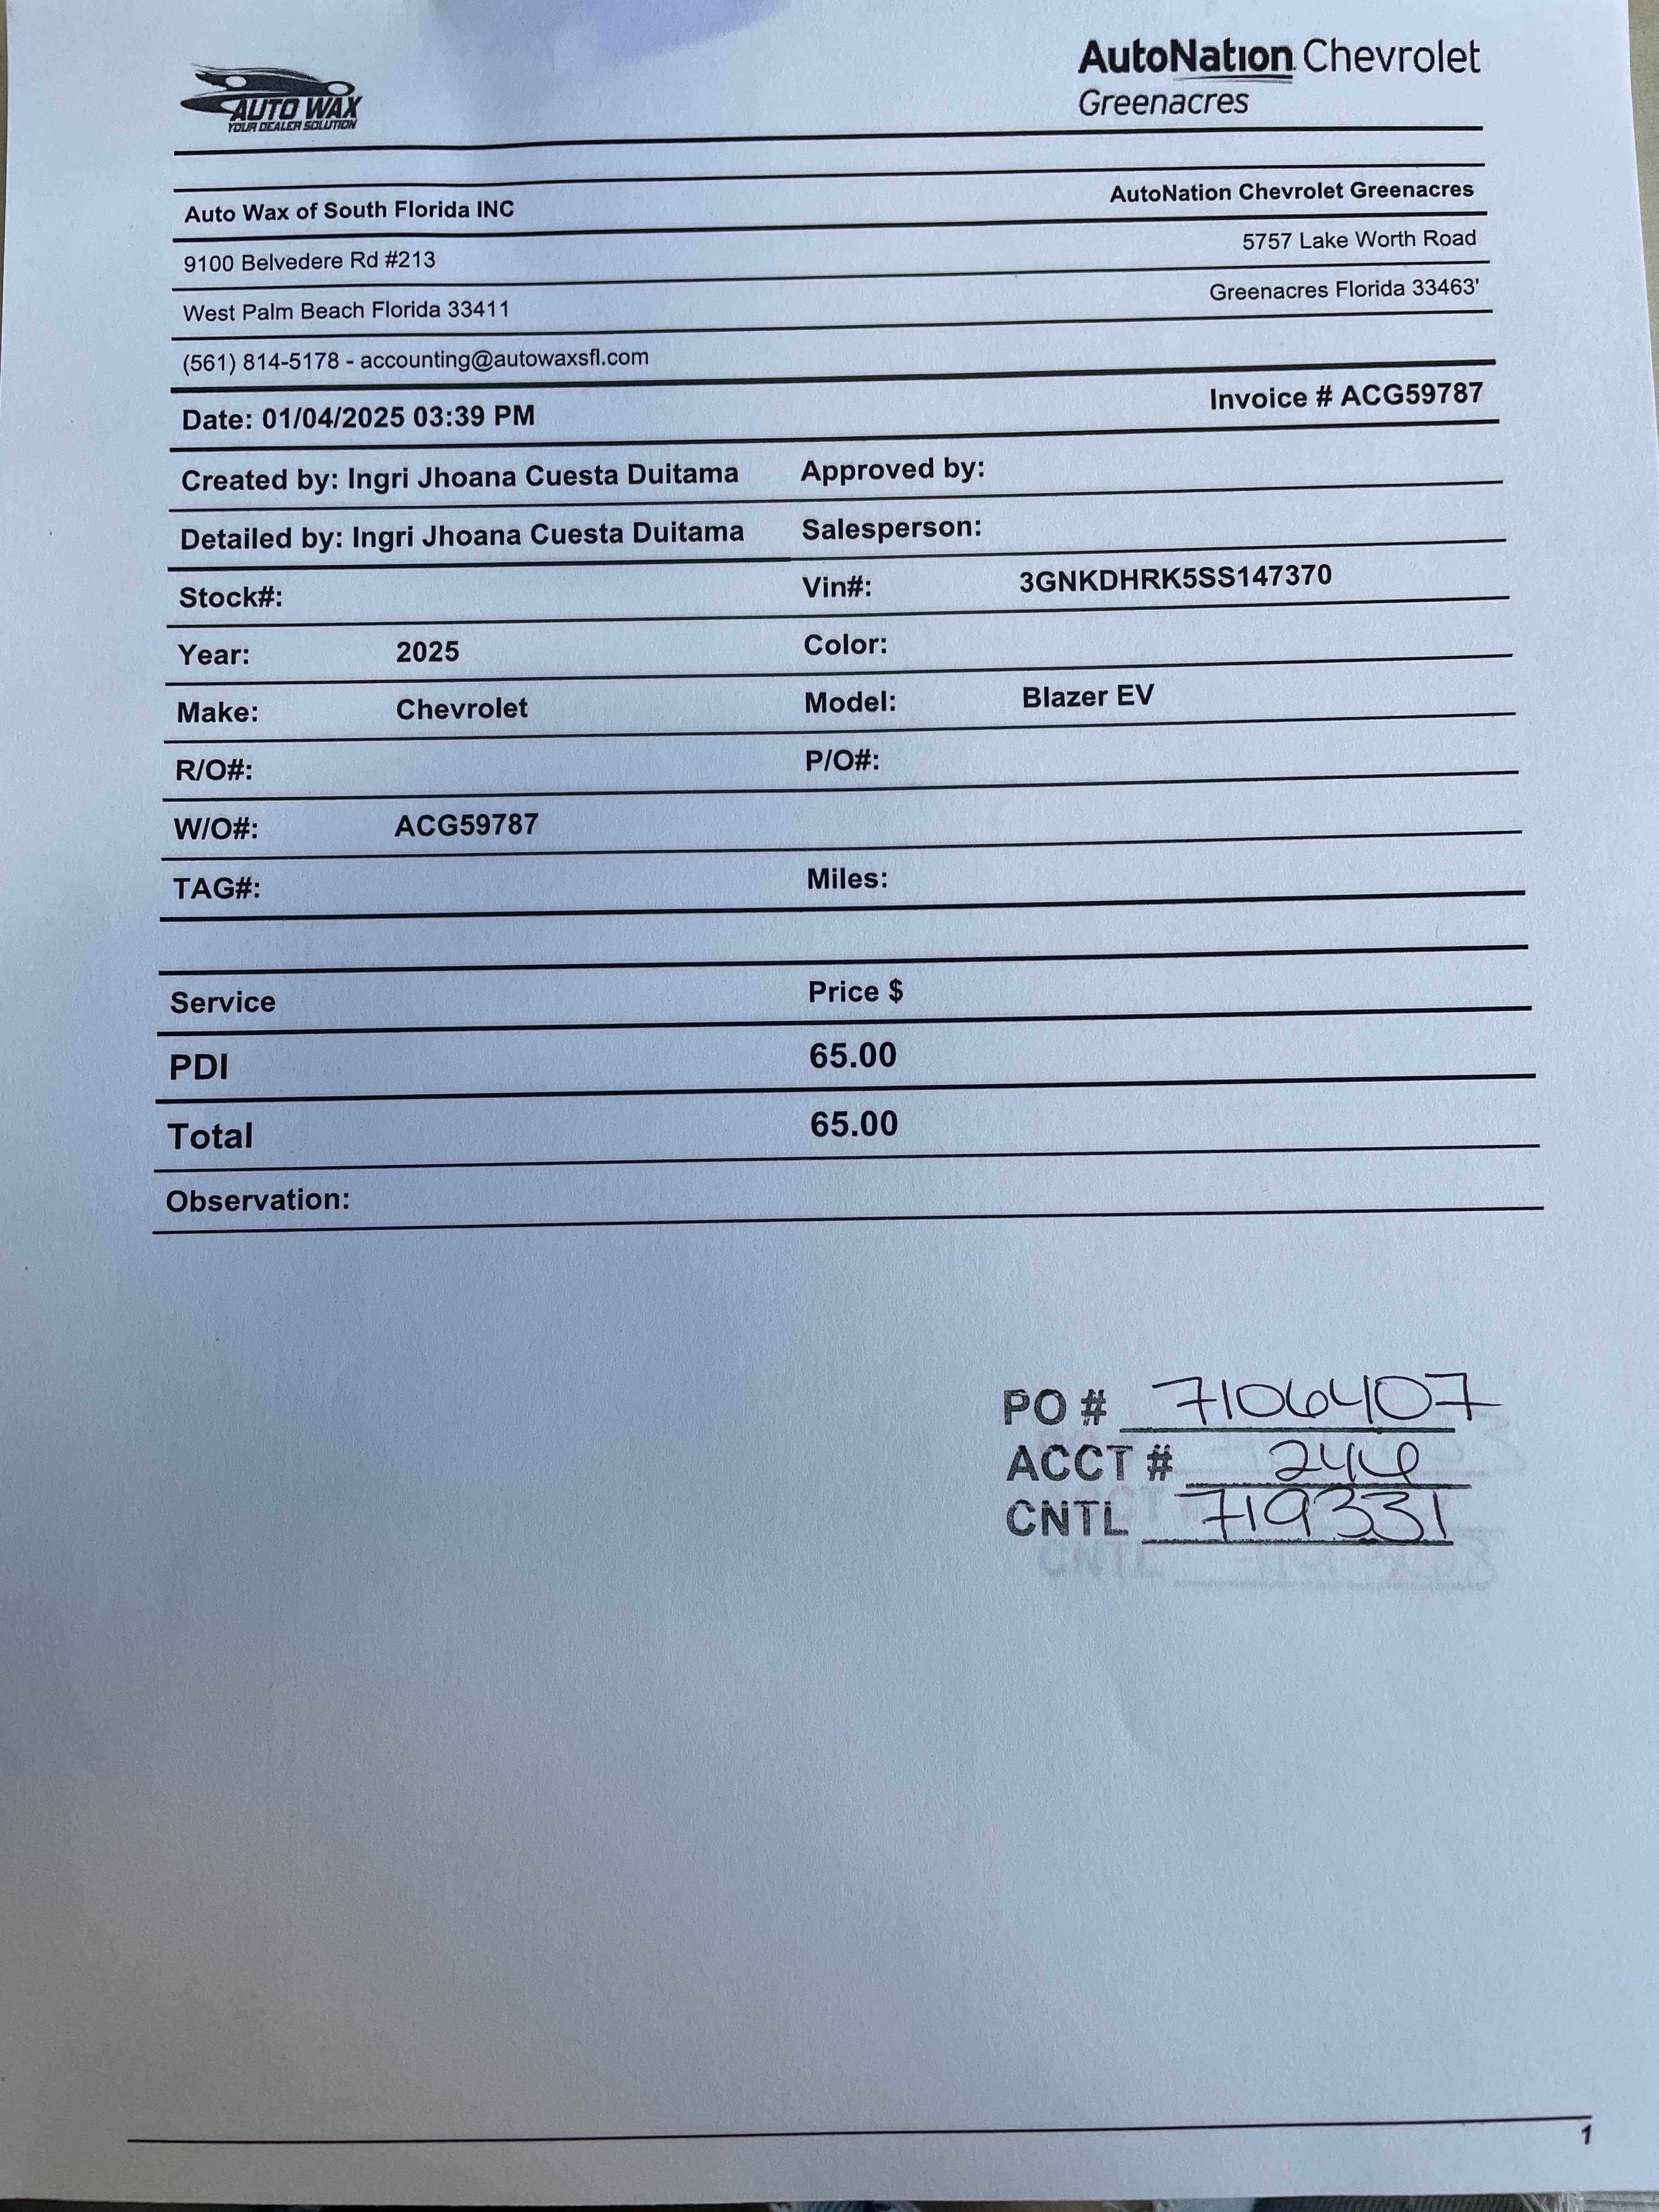 AUTO WAX
YOUR DEALER SOLUTION
AutoNation Chevrolet
Greenacres
Auto Wax of South Florida INC
AutoNation Chevrolet Greenacres
9100 Belvedere Rd #213
5757 Lake Worth Road
West Palm Beach Florida 33411
Greenacres Florida 33463'
(561) 814-5178 - accounting@autowaxsfl.com
Date: 01/04/2025 03:39 PM
Invoice # ACG59787
Created by: Ingri Jhoana Cuesta Duitama Approved by:
Detailed by: Ingri Jhoana Cuesta Duitama Salesperson:
Stock#: Vin#: 3GNKDHRK5SS147370
Year: 2025 Color:
Make: Chevrolet Model: Blazer EV
R/O#: P/O#:
W/O#: ACG59787
TAG#: Miles:
Service Price $
PDI 65.00
Total 65.00
Observation:
PO # 7106407
ACCT # 246
CNTL 719331
1